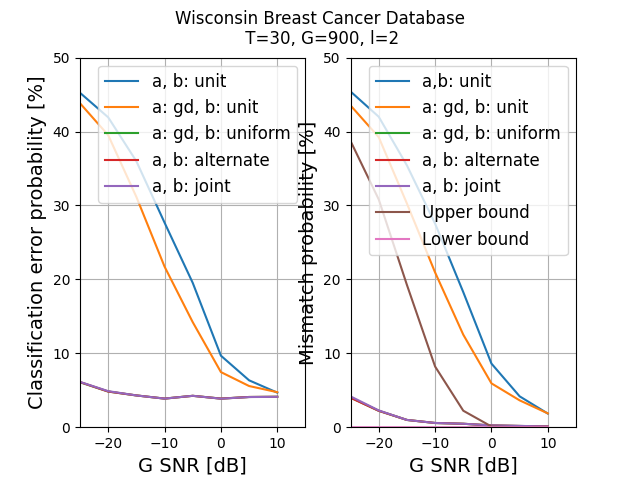 Wisconsin Breast Cancer Database
T=30, G=900, l=2
Classification error probability [%]
50
40
30
20
10
0
a, b: unit
a: gd, b: unit
a: gd, b: uniform
a, b: alternate
a, b: joint
−20
−10
0
10
G SNR [dB]
Mismatch probability [%]
50
40
30
20
10
0
a,b: unit
a: gd, b: unit
a: gd, b: uniform
a, b: alternate
a, b: joint
Upper bound
Lower bound
−20
−10
0
10
G SNR [dB]